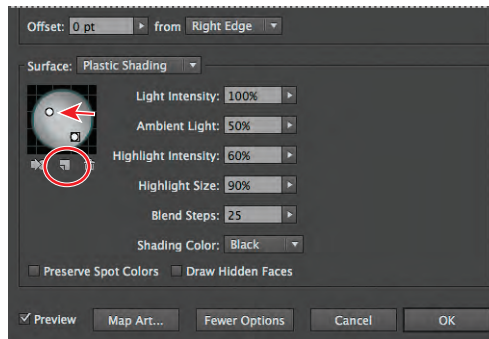 Offset: 0 pt from Right Edge
Surface: Plastic Shading
Light Intensity: 100%
Ambient Light: 50%
Highlight Intensity: 60%
Highlight Size: 90%
Blend Steps: 25
Shading Color: Black
Preserve Spot Colors Draw Hidden Faces
Preview Map Art... Fewer Options Cancel OK